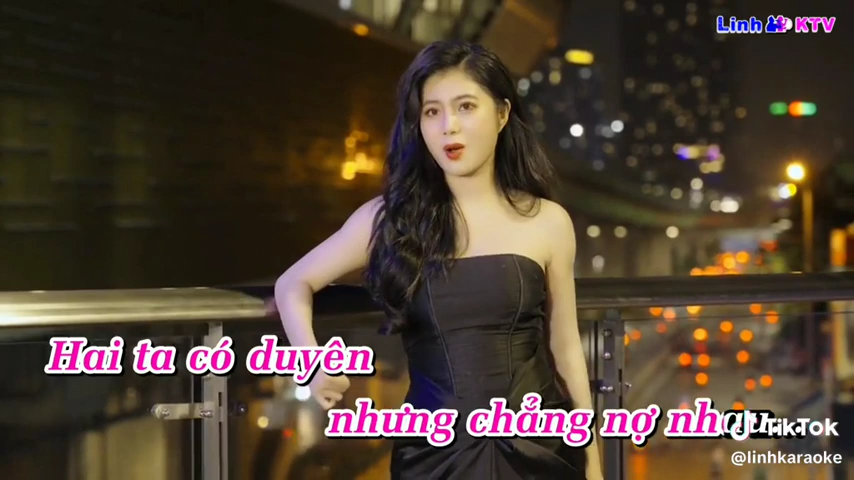 Linh KTV
Hai ta có duyên
nhưng chẳng nợ nhau...
TikTok
@linhkaraoke